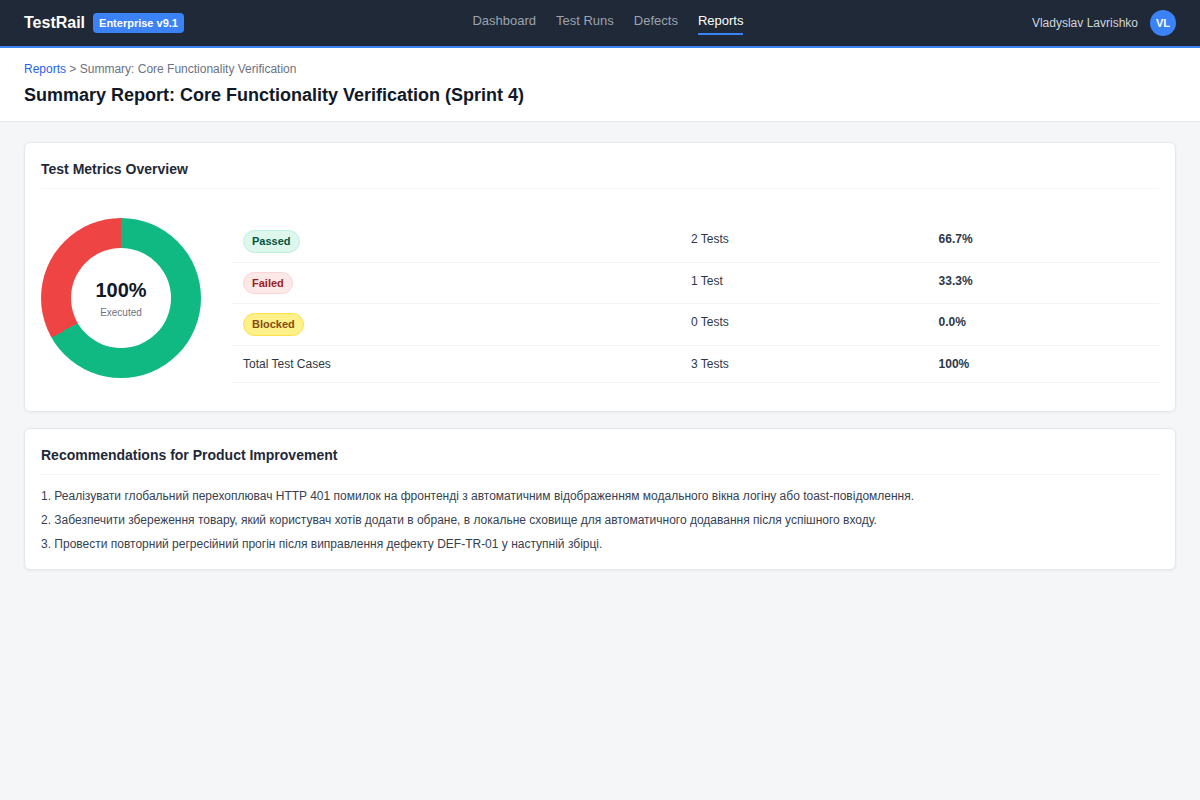 TestRail Enterprise v9.1 Dashboard Test Runs Defects Reports Vladyslav Lavrishko VL
Reports > Summary: Core Functionality Verification
Summary Report: Core Functionality Verification (Sprint 4)
Test Metrics Overview
100%
Executed
Passed 2 Tests 66.7%
Failed 1 Test 33.3%
Blocked 0 Tests 0.0%
Total Test Cases 3 Tests 100%
Recommendations for Product Improvement
1. Реалізувати глобальний перехоплювач HTTP 401 помилок на фронтенді з автоматичним відображенням модального вікна логіну або toast-повідомлення.
2. Забезпечити збереження товару, який користувач хотів додати в обране, в локальне сховище для автоматичного додавання після успішного входу.
3. Провести повторний регресійний прогін після виправлення дефекту DEF-TR-01 у наступній збірці.